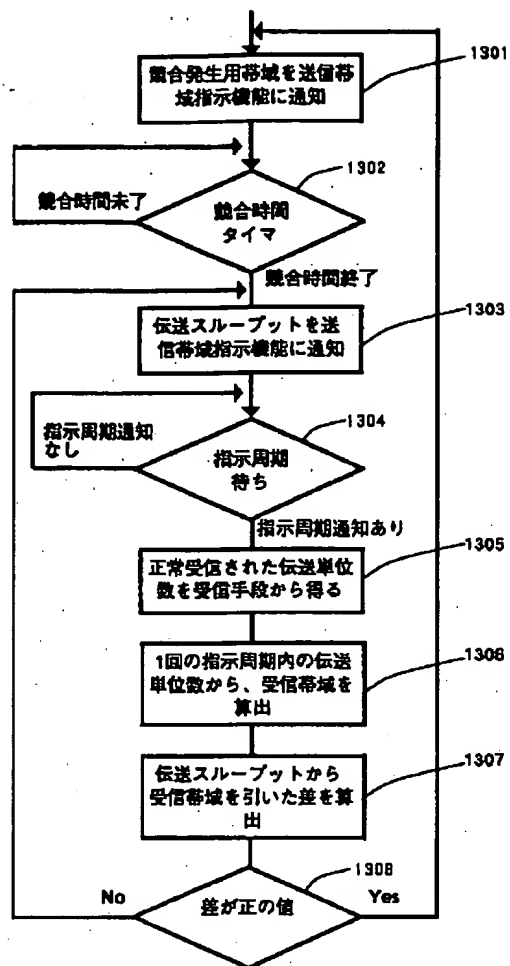 競合発生用帯域を送信帯
域指示機能に通知
1301
1302
競合時間未了
競合時間
タイマ
競合時間終了
1303
伝送スループットを送
信帯域指示機能に通知
1304
指示周期通知
なし
指示周期
待ち
指示周期通知あり
1305
正常受信された伝送単位
数を受信手段から得る
1306
1回の指示周期内の伝送
単位数から、受信帯域を
算出
1307
伝送スループットから
受信帯域を引いた差を算
出
1308
No
差が正の値
Yes